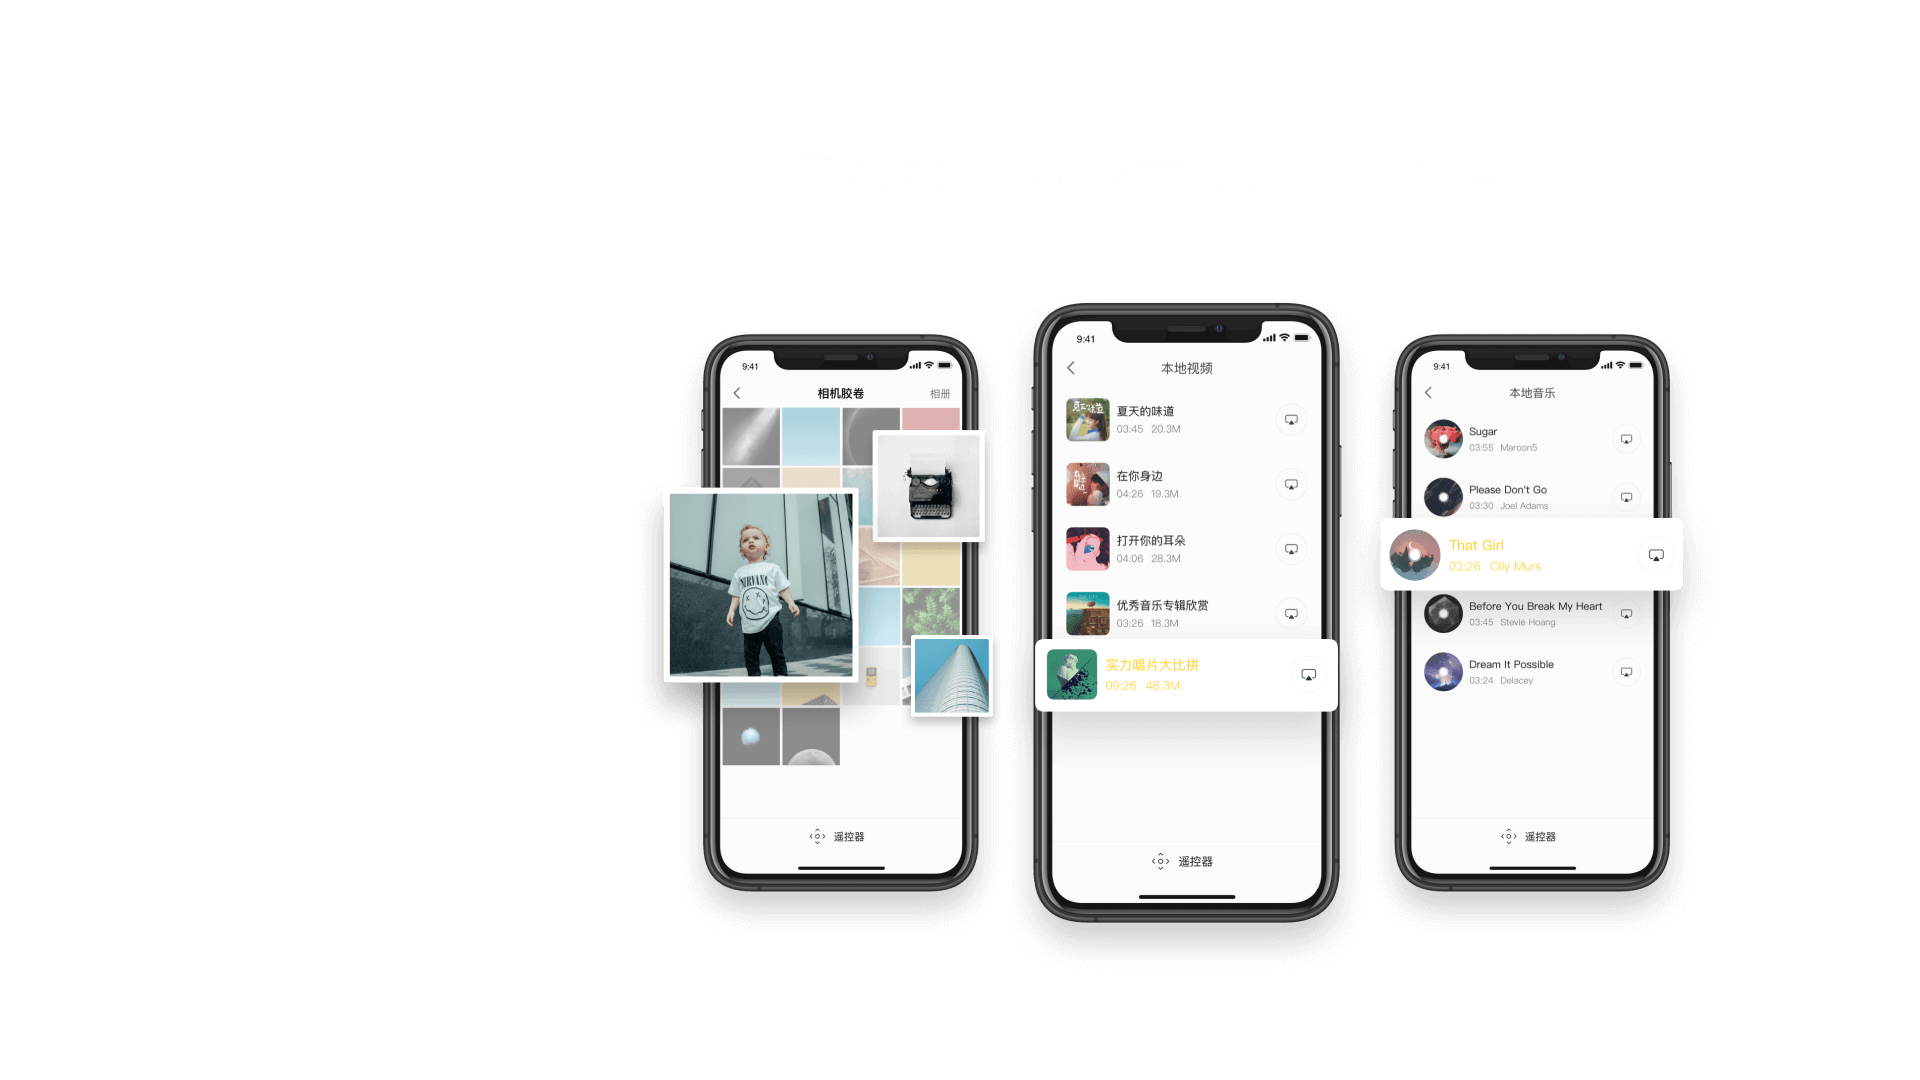 9:41
相机胶卷
相册
NIRVANA
遥控器
9:41
本地视频
夏天的味道
夏天的味道
03:45 20.3M
在你身边
04:26 19.3M
打开你的耳朵
04:06 28.3M
优秀音乐专辑欣赏
03:26 18.3M
实力唱片大比拼
09:26 48.3M
遥控器
9:41
本地音乐
Sugar
03:55 Maroon5
Please Don't Go
03:30 Joel Adams
That Girl
03:26 Olly Murs
Before You Break My Heart
03:45 Stevie Hoang
Dream It Possible
03:24 Delacey
遥控器